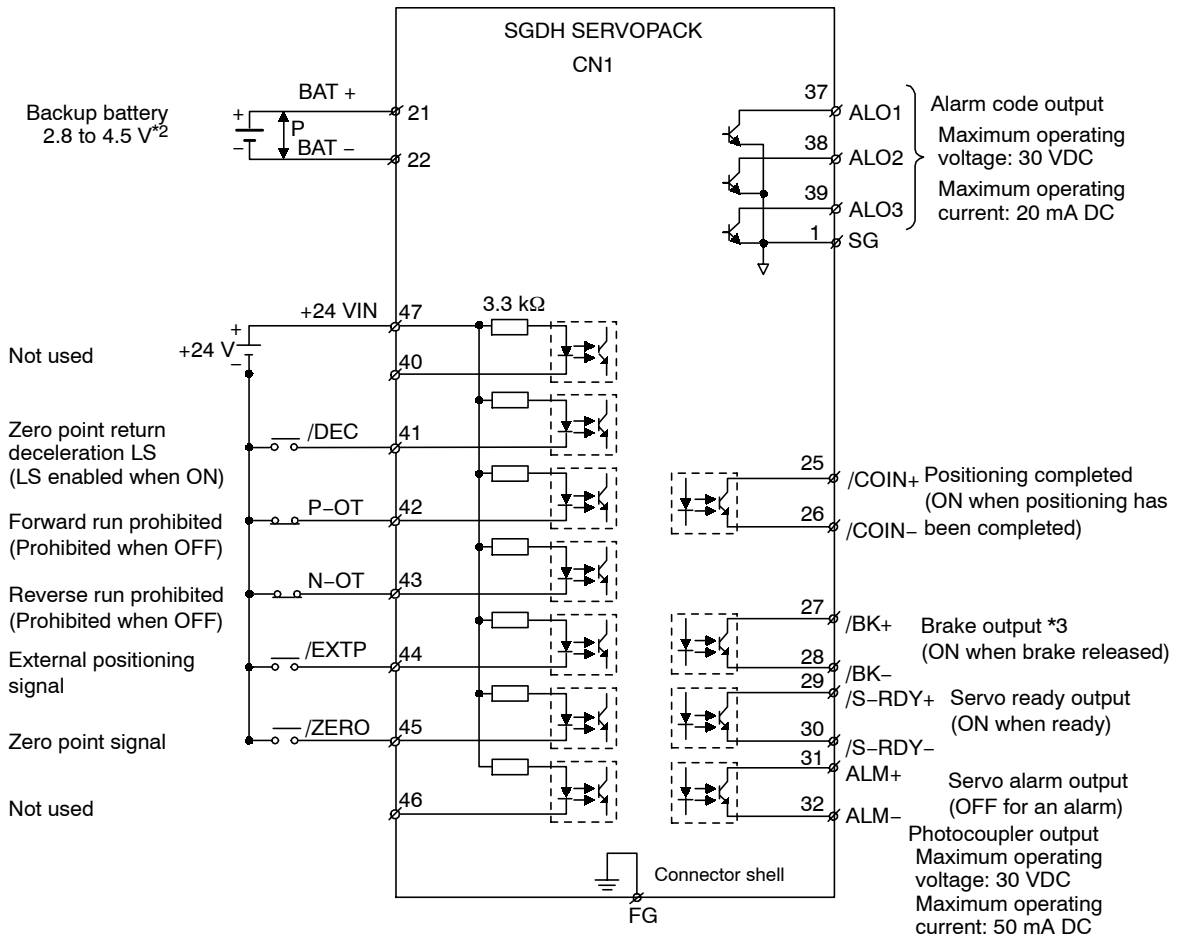 SGDH SERVOPACK
CN1
Backup battery
2.8 to 4.5 V*2
+
−
BAT +
P
BAT −
21
22
37
ALO1
38
ALO2
39
ALO3
1
SG
Alarm code output
Maximum operating
voltage: 30 VDC
Maximum operating
current: 20 mA DC
+24 VIN
47
3.3 kΩ
+
+24 V
−
Not used
40
Zero point return
deceleration LS
(LS enabled when ON)
/DEC
41
Forward run prohibited
(Prohibited when OFF)
P−OT
42
Reverse run prohibited
(Prohibited when OFF)
N−OT
43
External positioning
signal
/EXTP
44
Zero point signal
/ZERO
45
Not used
46
25
/COIN+
26
/COIN−
Positioning completed
(ON when positioning has
been completed)
27
/BK+
28
/BK−
Brake output *3
(ON when brake released)
29
/S−RDY+
30
/S−RDY−
Servo ready output
(ON when ready)
31
ALM+
32
ALM−
Servo alarm output
(OFF for an alarm)
Photocoupler output
Maximum operating
voltage: 30 VDC
Maximum operating
current: 50 mA DC
Connector shell
FG